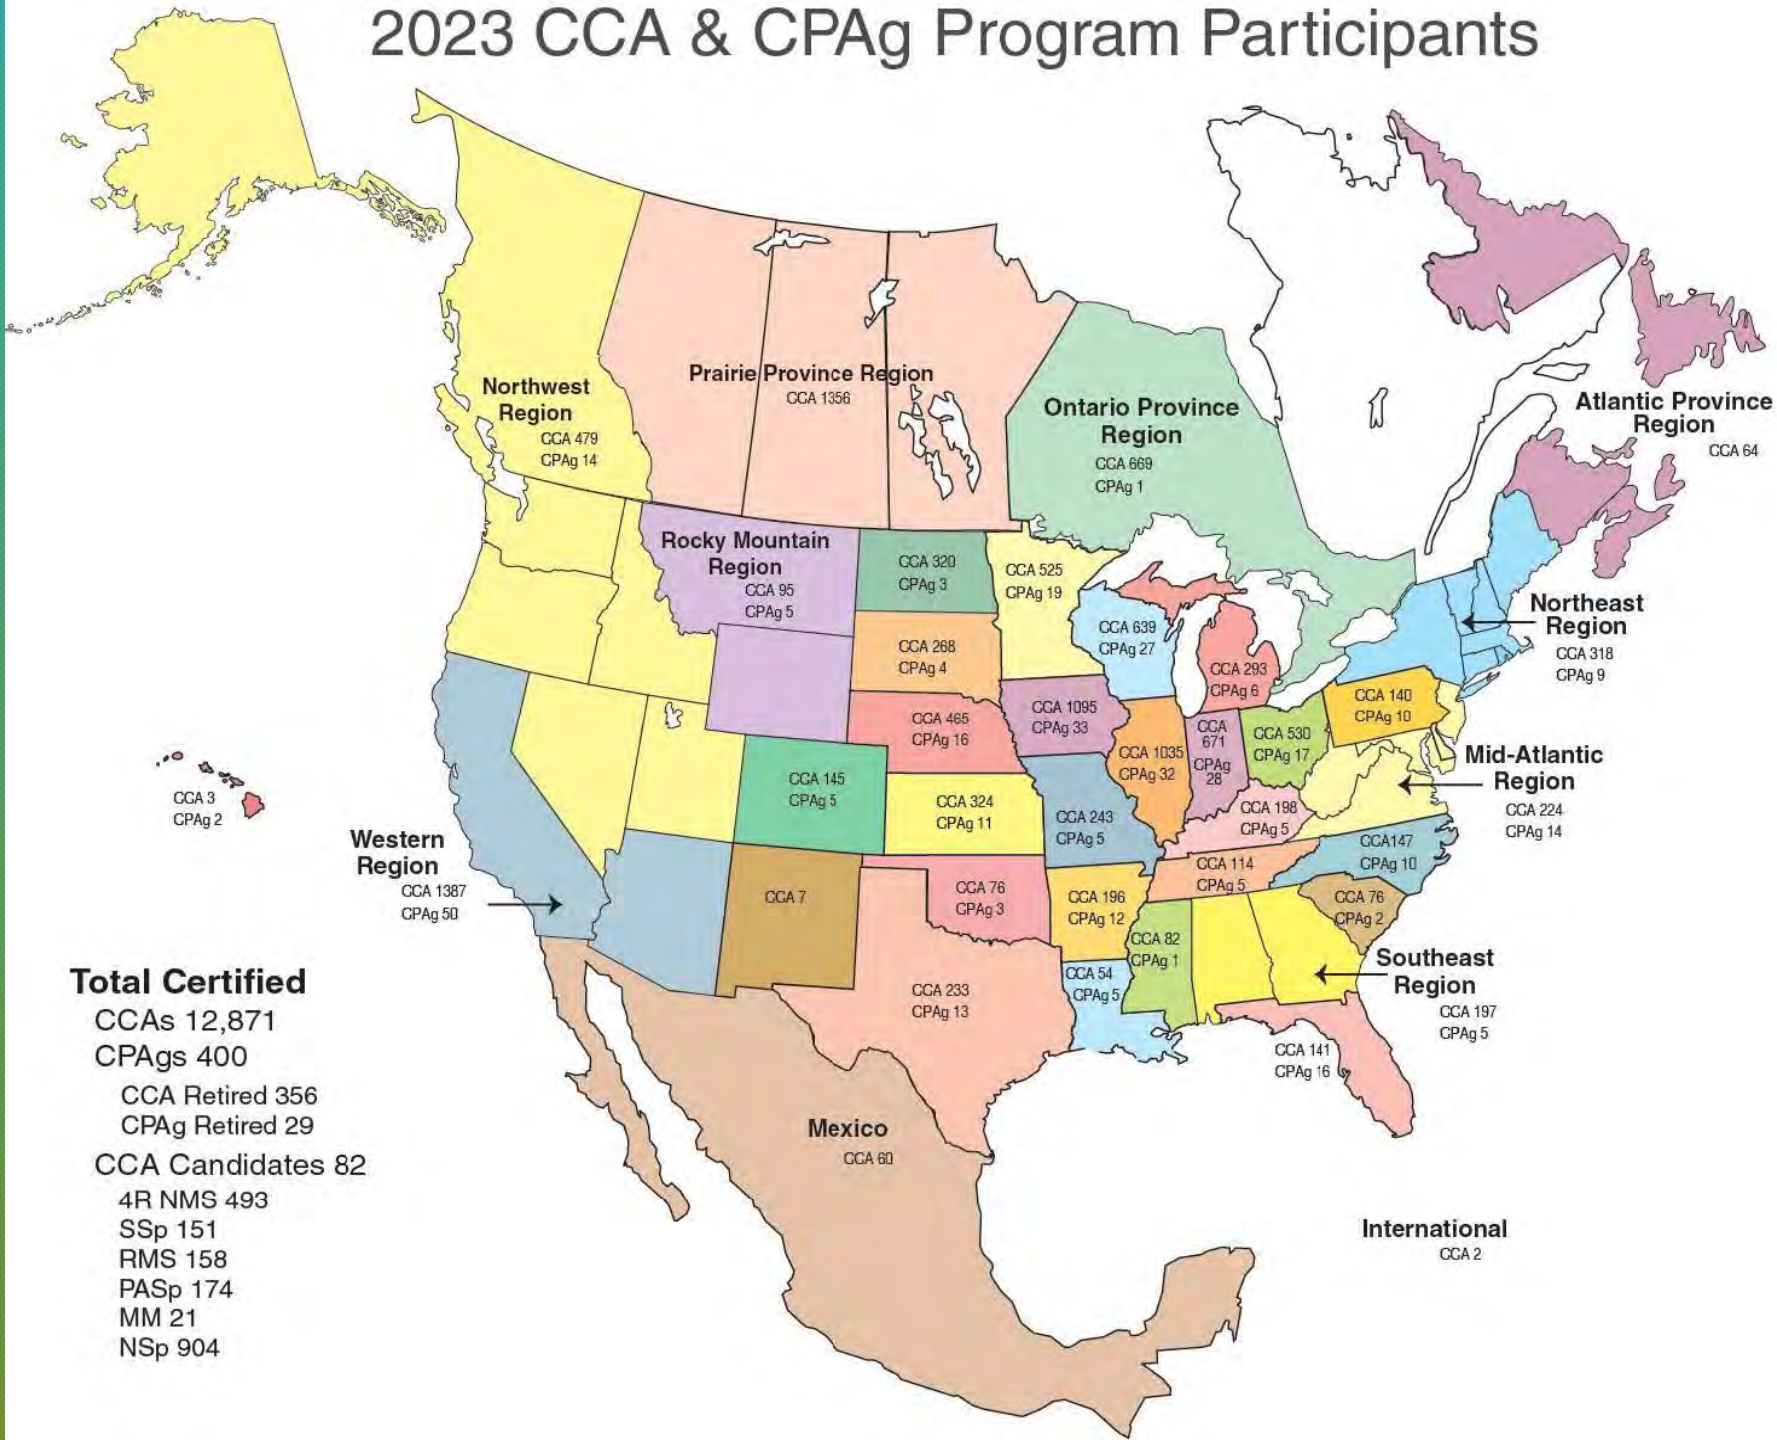 2023 CCA & CPAg Program Participants
Northwest
Region
CCA 479
CPAg 14
Prairie Province Region
CCA 1356
Ontario Province
Region
CCA 669
CPAg 1
Atlantic Province
Region
CCA 64
Rocky Mountain
Region
CCA 95
CPAg 5
CCA 320
CPAg 3
CCA 525
CPAg 19
CCA 268
CPAg 4
CCA 639
CPAg 27
CCA 293
CPAg 6
Northeast
Region
CCA 318
CPAg 9
CCA 465
CPAg 16
CCA 1095
CPAg 33
CCA 1035
CPAg 32
CCA
671
CPAg
28
CCA 530
CPAg 17
CCA 140
CPAg 10
Mid-Atlantic
Region
CCA 224
CPAg 14
CCA 3
CPAg 2
CCA 145
CPAg 5
CCA 324
CPAg 11
CCA 243
CPAg 5
CCA 198
CPAg 5
CCA147
CPAg 10
Western
Region
CCA 1387
CPAg 50
CCA 7
CCA 76
CPAg 3
CCA 196
CPAg 12
CCA 114
CPAg 5
CCA 76
CPAg 2
CCA 82
CPAg 1
Southeast
Region
CCA 197
CPAg 5
CCA 233
CPAg 13
CCA 54
CPAg 5
CCA 141
CPAg 16
Mexico
CCA 60
International
CCA 2
Total Certified
CCAs 12,871
CPAgs 400
CCA Retired 356
CPAg Retired 29
CCA Candidates 82
4R NMS 493
SSp 151
RMS 158
PASp 174
MM 21
NSp 904